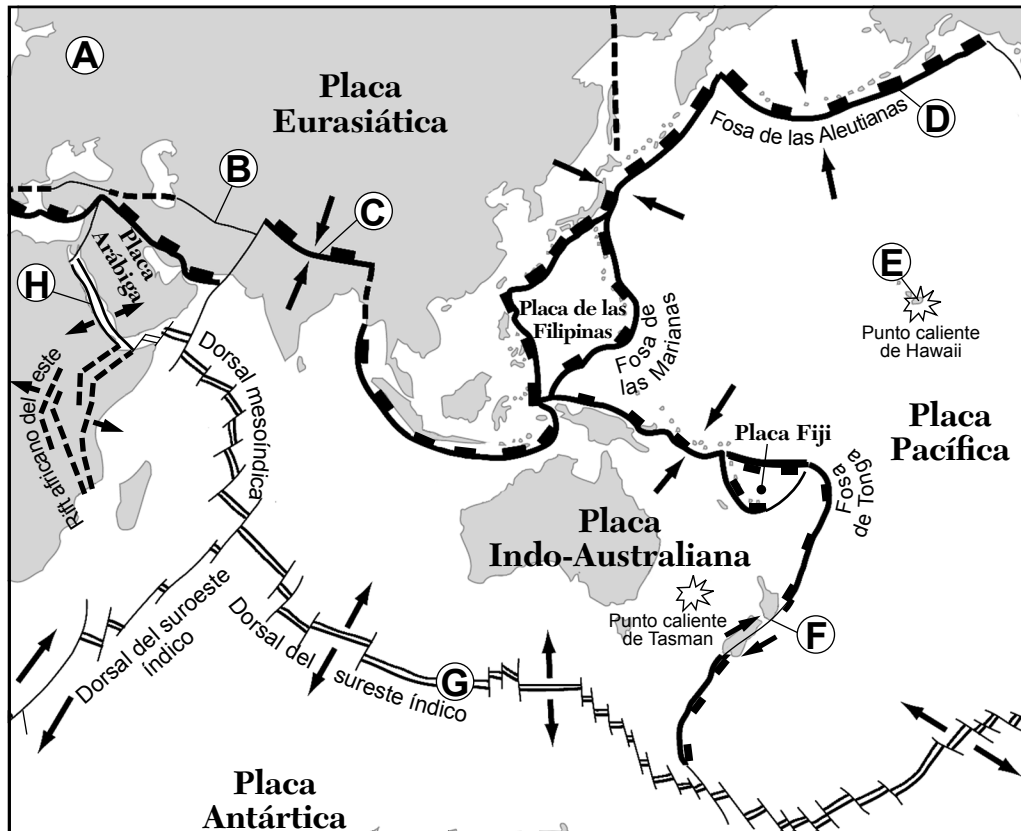 A
Placa
Eurasiática
B
C
Fosa de las Aleutianas
D
Placa
Arábiga
H
E
Punto caliente
de Hawaii
Placa de las
Filipinas
Fosa de
las Marianas
Rift africano del este
Dorsal mesoíndica
Placa
Pacífica
Placa Fiji
Fosa
de Tonga
Placa
Indo-Australiana
Punto caliente
de Tasman
F
Dorsal del suroeste
índico
Dorsal del sureste índico
G
Placa
Antártica